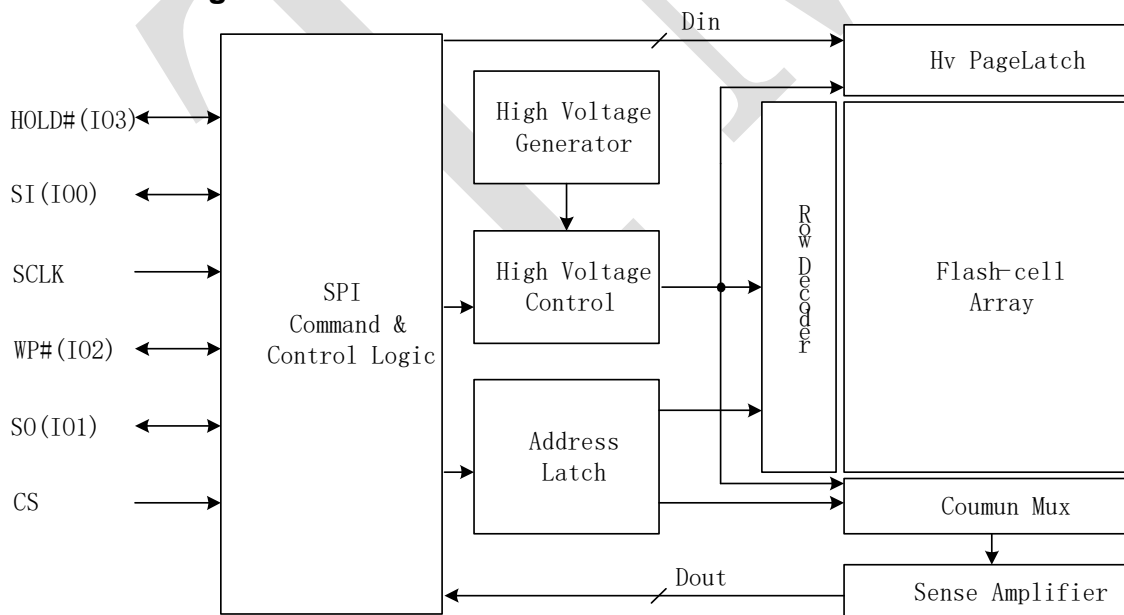 Din
Hv PageLatch
High Voltage
Generator
HOLD#(IO3)
SI(IO0)
SCLK
WP#(IO2)
SO(IO1)
CS
SPI
Command &
Control Logic
High Voltage
Control
Row Decoder
Flash-cell
Array
Address
Latch
Coumun Mux
Dout
Sense Amplifier